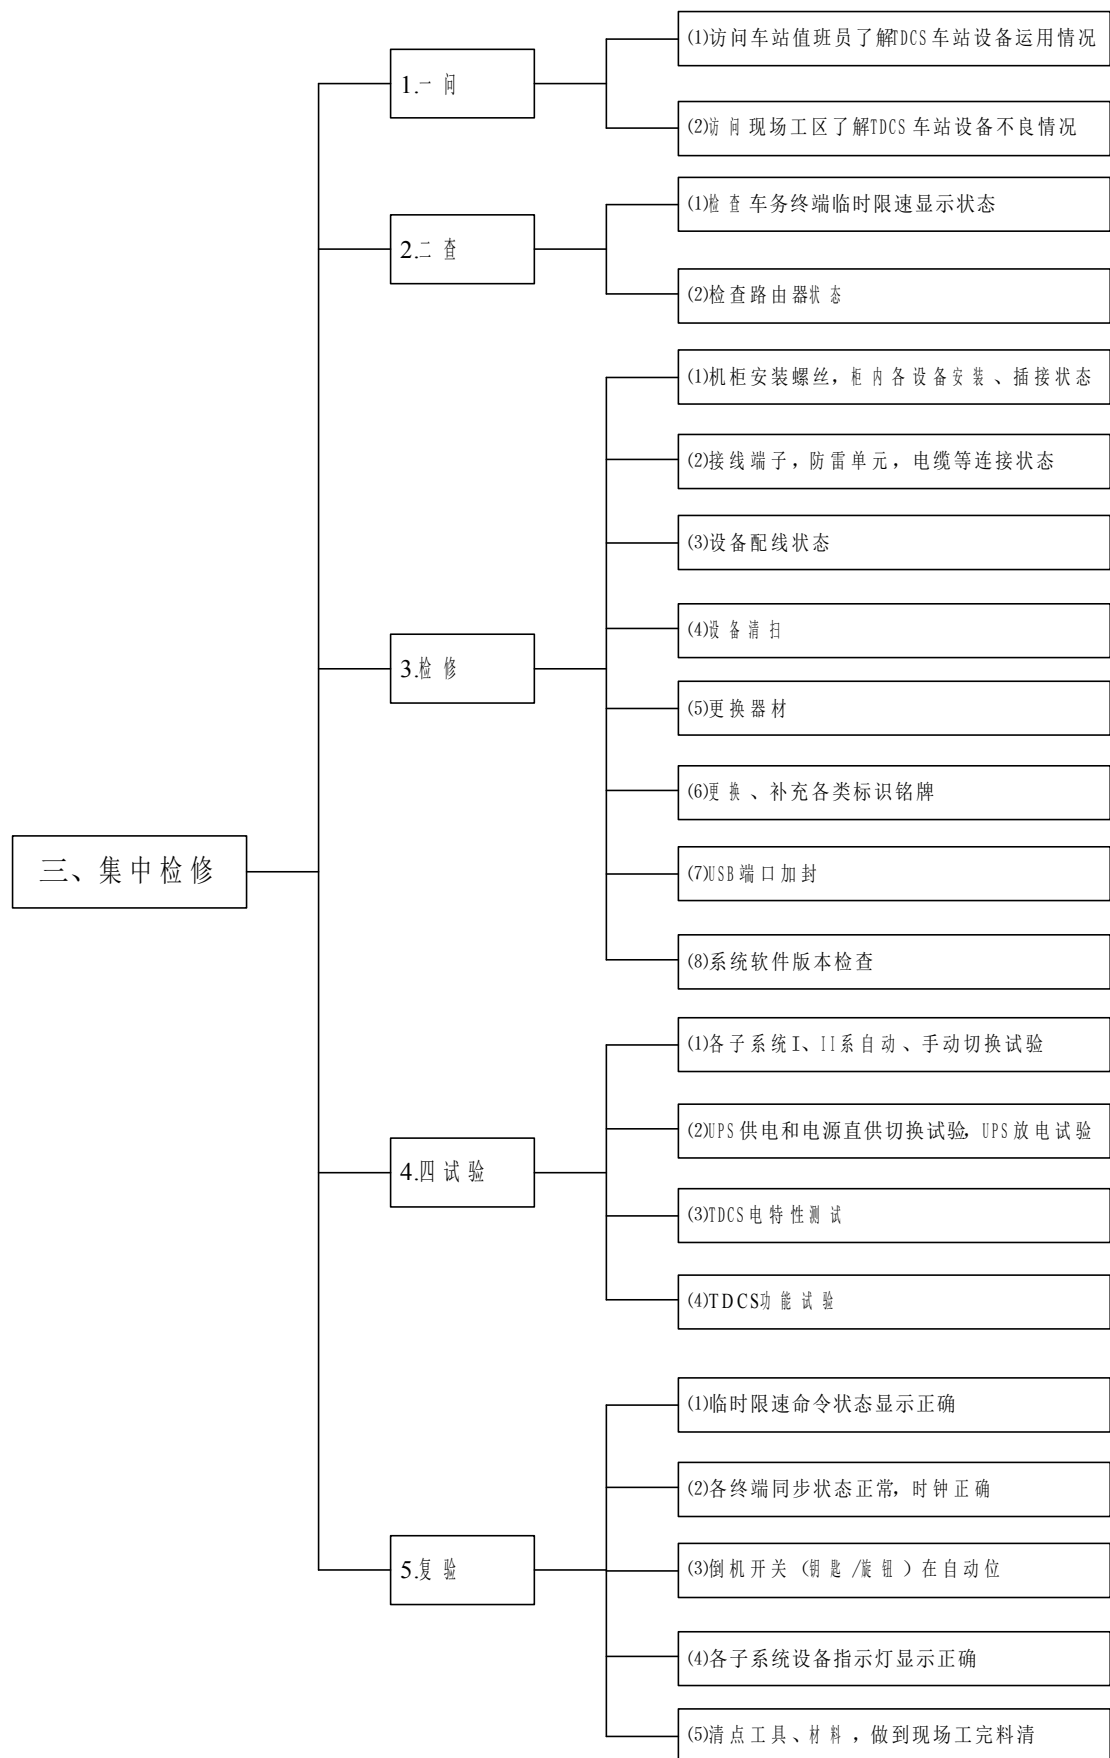 三、集中检修
1.一问
(1)访问车站值班员了解TDCS车站设备运用情况
(2)访问现场工区了解TDCS车站设备不良情况
2.二查
(1)检查车务终端临时限速显示状态
(2)检查路由器状态
3.检修
(1)机柜安装螺丝，柜内各设备安装、插接状态
(2)接线端子，防雷单元，电缆等连接状态
(3)设备配线状态
(4)设备清扫
(5)更换器材
(6)更换、补充各类标识铭牌
(7)USB端口加封
(8)系统软件版本检查
4.四试验
(1)各子系统I、II系自动、手动切换试验
(2)UPS供电和电源直供切换试验，UPS放电试验
(3)TDCS电特性测试
(4)TDCS功能试验
5.复验
(1)临时限速命令状态显示正确
(2)各终端同步状态正常，时钟正确
(3)倒机开关（钥匙/旋钮）在自动位
(4)各子系统设备指示灯显示正确
(5)清点工具、材料，做到现场工完料清